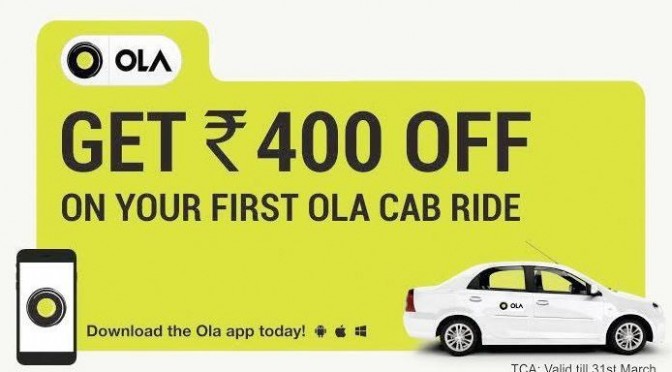 OLA
GET ₹ 400 OFF
ON YOUR FIRST OLA CAB RIDE
OLA
Download the Ola app today!
TCA: Valid till 31st March